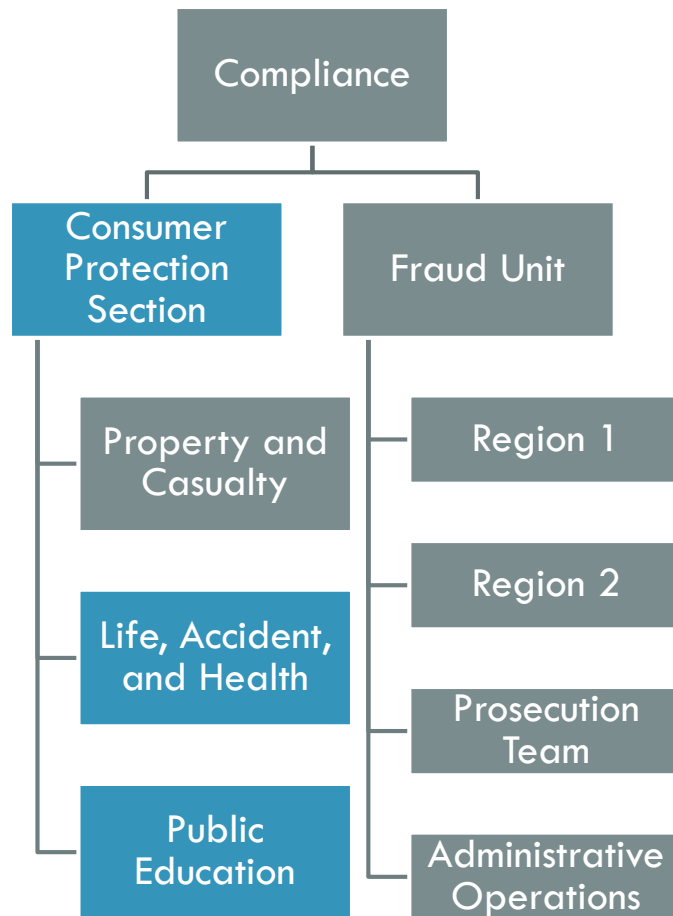 Compliance
Consumer
Protection
Section
Fraud Unit
Property and
Casualty
Life, Accident,
and Health
Public
Education
Region 1
Region 2
Prosecution
Team
Administrative
Operations